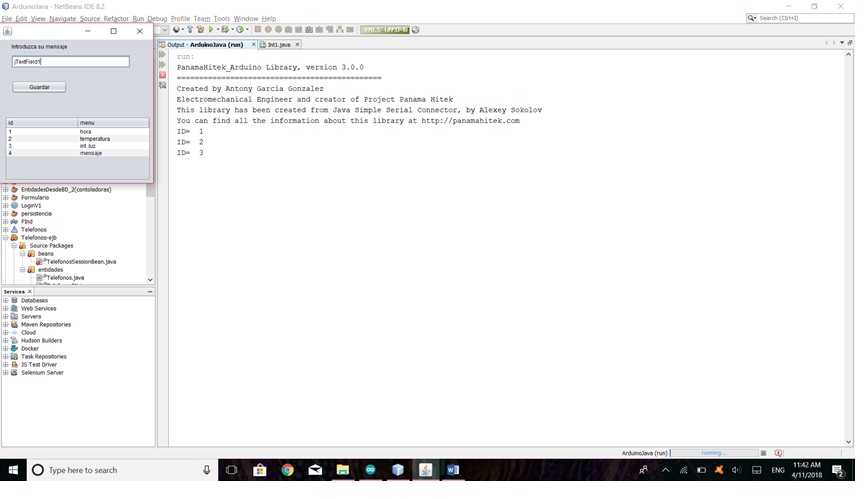 ArduinoJava - NetBeans IDE 8.2
File Edit View Navigate Source Refactor Run Debug Profile Team Tools Window Help
Search (Ctrl+I)
Introduzca su mensaje
jTextField1
Guardar
id menu
1 hora
2 temperatura
3 int. luz
4 mensaje
Output - ArduinoJava (run) Int1.java
run:
PanamaHitek_Arduino Library, version 3.0.0
==============================================
Created by Antony García González
Electromechanical Engineer and creator of Project Panama Hitek
This library has been created from Java Simple Serial Connector, by Alexey Sokolov
You can find all the information about this library at http://panamahitek.com
ID= 1
ID= 2
ID= 3
EntidadesDesdeBD_2(contoladoras)
Formulario
LoginV1
persistencia
PInd
Telefonos
Telefonos-ejb
Source Packages
beans
TelefonosSessionBean.java
entidades
Telefonos.java
Services
Databases
Web Services
Servers
Maven Repositories
Cloud
Hudson Builders
Docker
Task Repositories
JS Test Driver
Selenium Server
ArduinoJava (run) running...
Type here to search
ENG
11:42 AM
4/11/2018
2